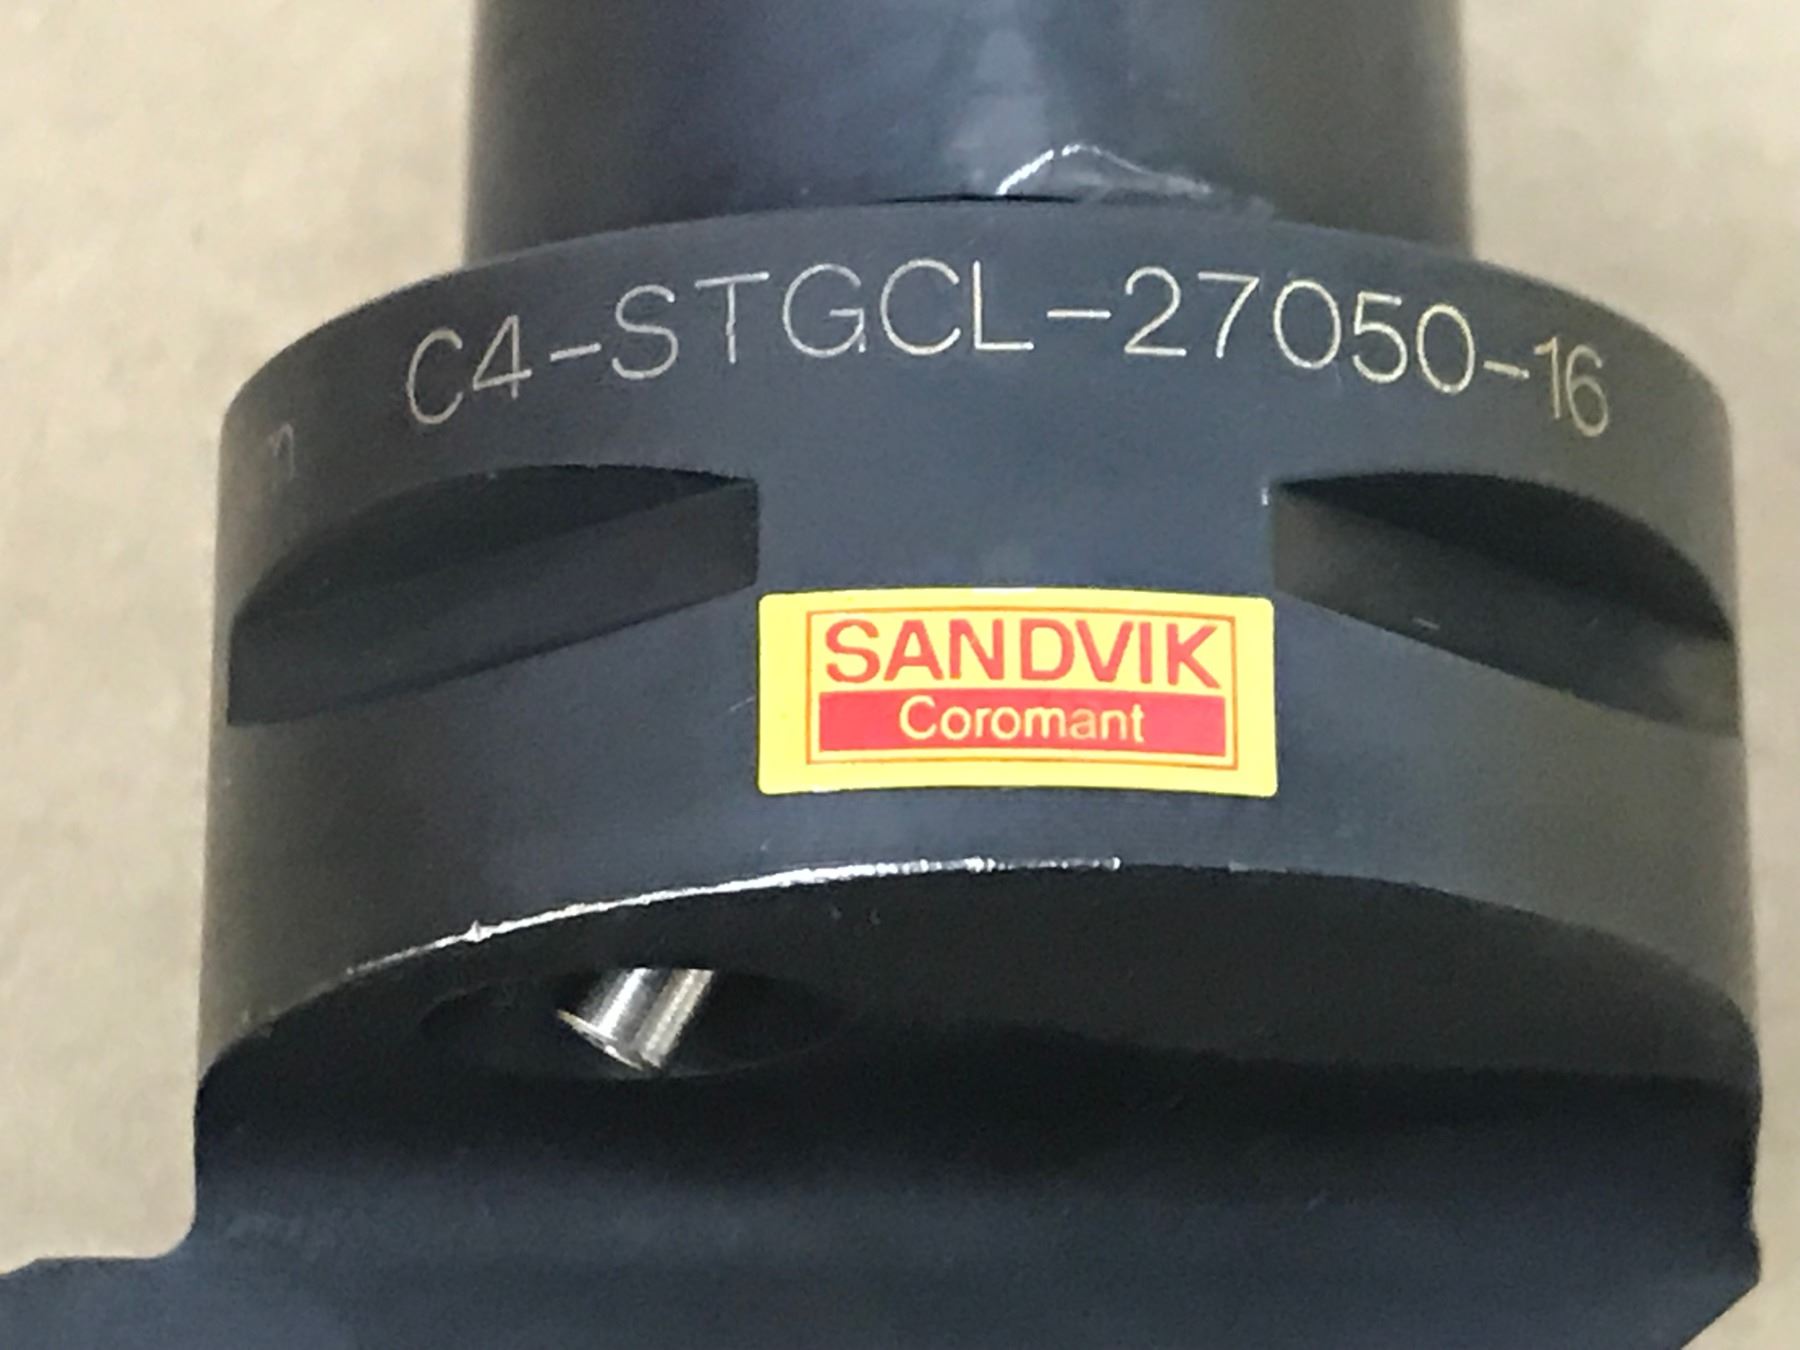 C4-STGCL-27050-16
SANDVIK
Coromant